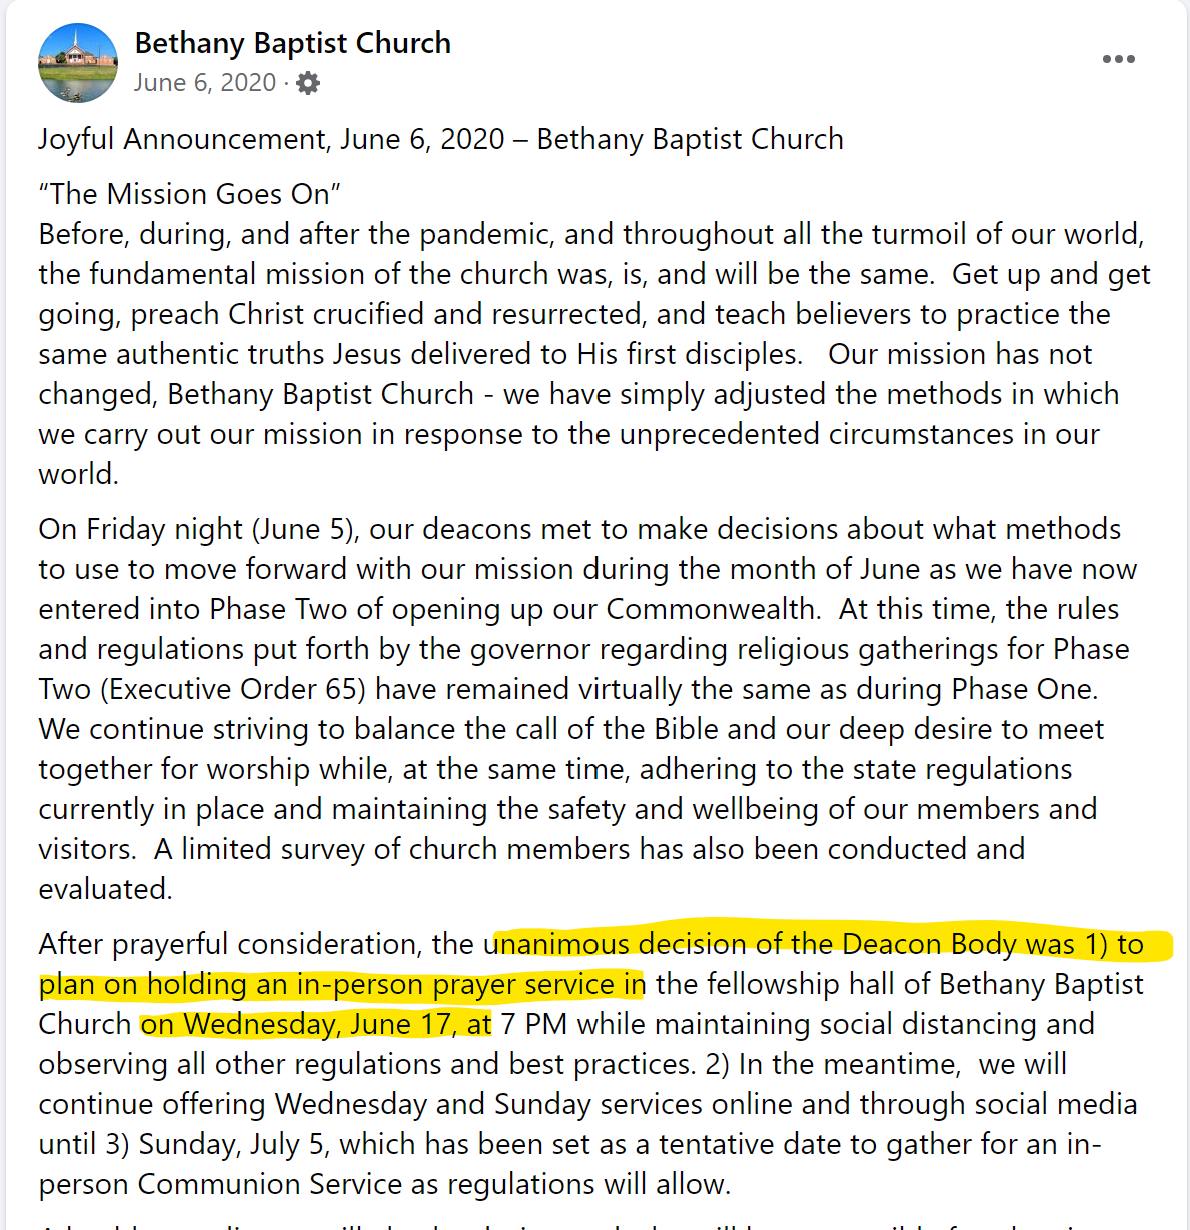 Bethany Baptist Church
June 6, 2020 ·
Joyful Announcement, June 6, 2020 – Bethany Baptist Church
“The Mission Goes On”
Before, during, and after the pandemic, and throughout all the turmoil of our world,
the fundamental mission of the church was, is, and will be the same.  Get up and get
going, preach Christ crucified and resurrected, and teach believers to practice the
same authentic truths Jesus delivered to His first disciples.   Our mission has not
changed, Bethany Baptist Church - we have simply adjusted the methods in which
we carry out our mission in response to the unprecedented circumstances in our
world.
On Friday night (June 5), our deacons met to make decisions about what methods
to use to move forward with our mission during the month of June as we have now
entered into Phase Two of opening up our Commonwealth.  At this time, the rules
and regulations put forth by the governor regarding religious gatherings for Phase
Two (Executive Order 65) have remained virtually the same as during Phase One.
We continue striving to balance the call of the Bible and our deep desire to meet
together for worship while, at the same time, adhering to the state regulations
currently in place and maintaining the safety and wellbeing of our members and
visitors.  A limited survey of church members has also been conducted and
evaluated.
After prayerful consideration, the unanimous decision of the Deacon Body was 1) to
plan on holding an in-person prayer service in the fellowship hall of Bethany Baptist
Church on Wednesday, June 17, at 7 PM while maintaining social distancing and
observing all other regulations and best practices. 2) In the meantime,  we will
continue offering Wednesday and Sunday services online and through social media
until 3) Sunday, July 5, which has been set as a tentative date to gather for an in-
person Communion Service as regulations will allow.